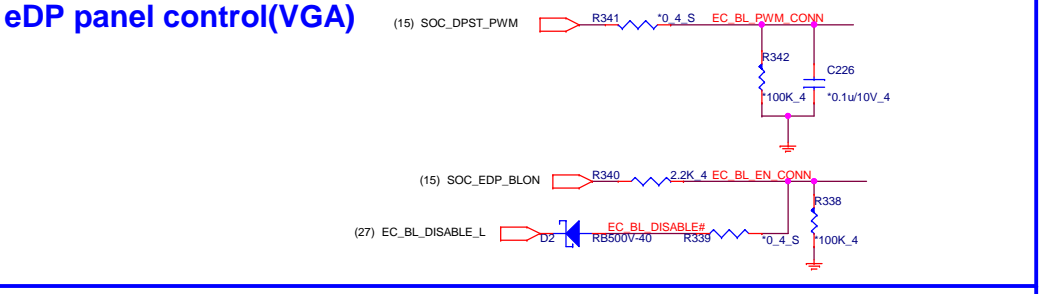 eDP panel control(VGA)
(15) SOC_DPST_PWM R341 *0_4_S EC_BL_PWM_CONN
R342
C226
*100K_4 *0.1u/10V_4
(15) SOC_EDP_BLON R340 2.2K_4 EC_BL_EN_CONN
R338
(27) EC_BL_DISABLE_L D2 RB500V-40 EC_BL_DISABLE# R339 *0_4_S *100K_4